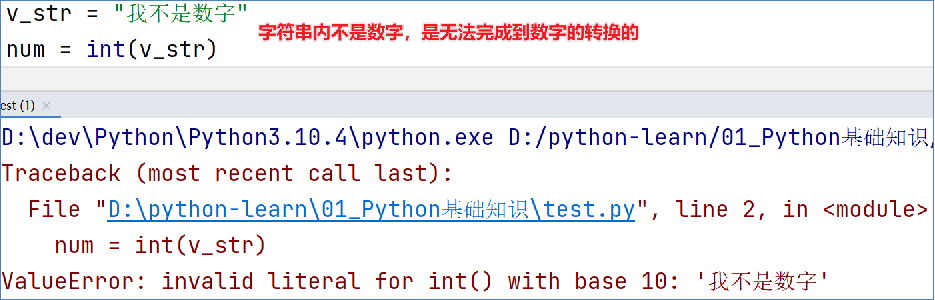 v_str = "我不是数字"
字符串内不是数字，是无法完成到数字的转换的
num = int(v_str)
est (1) ×
D:\dev\Python\Python3.10.4\python.exe D:/python-learn/01_Python基础知识/
Traceback (most recent call last):
  File "D:\python-learn\01_Python基础知识\test.py", line 2, in <module>
    num = int(v_str)
ValueError: invalid literal for int() with base 10: '我不是数字'